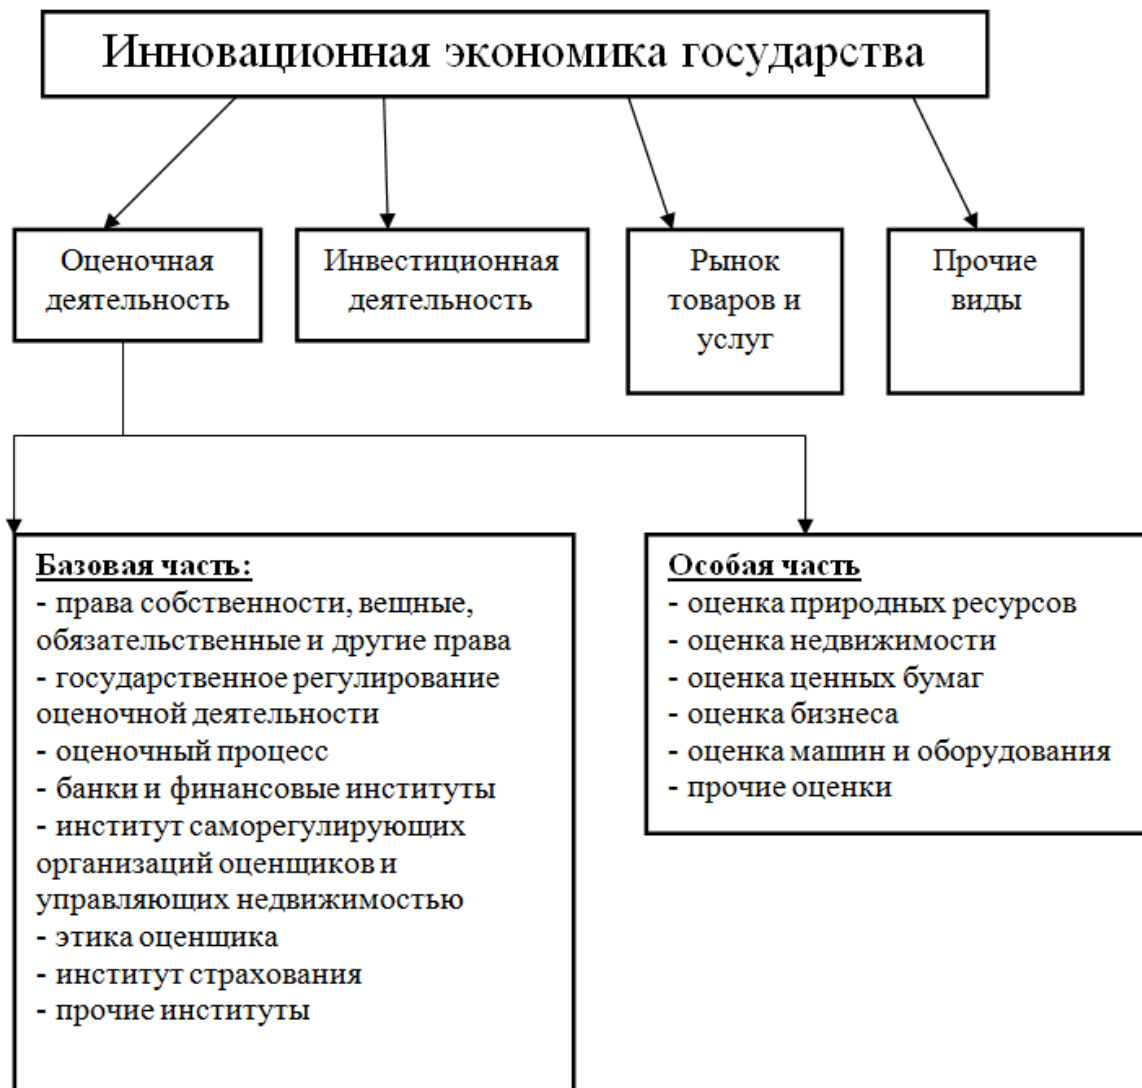 Инновационная экономика государства
Оценочная
деятельность
Инвестиционная
деятельность
Рынок
товаров и
услуг
Прочие
виды
Базовая часть:
- права собственности, вещные,
обязательственные и другие права
- государственное регулирование
оценочной деятельности
- оценочный процесс
- банки и финансовые институты
- институт саморегулирующих
организаций оценщиков и
управляющих недвижимостью
- этика оценщика
- институт страхования
- прочие институты
Особая часть
- оценка природных ресурсов
- оценка недвижимости
- оценка ценных бумаг
- оценка бизнеса
- оценка машин и оборудования
- прочие оценки